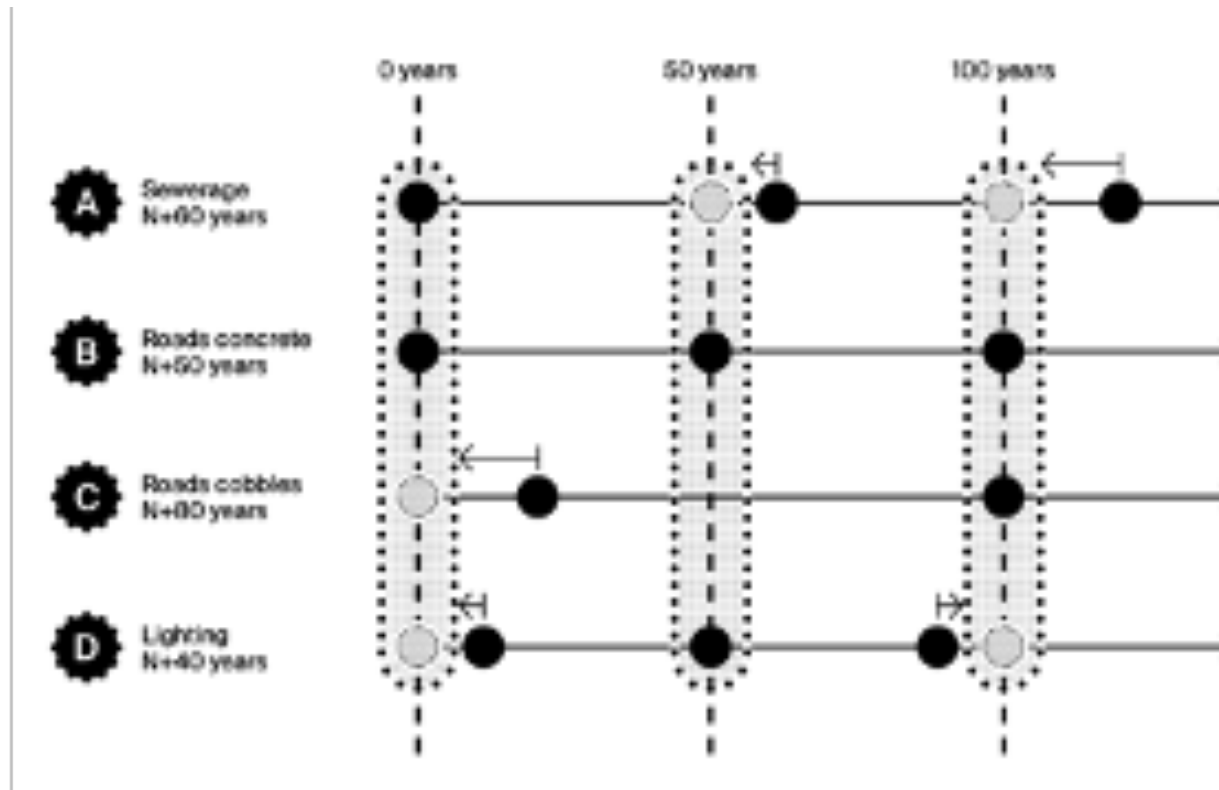 0 years
50 years
100 years
A
Sewerage
N+60 years
B
Roads concrete
N+50 years
C
Roads cobbles
N+80 years
D
Lighting
N+40 years